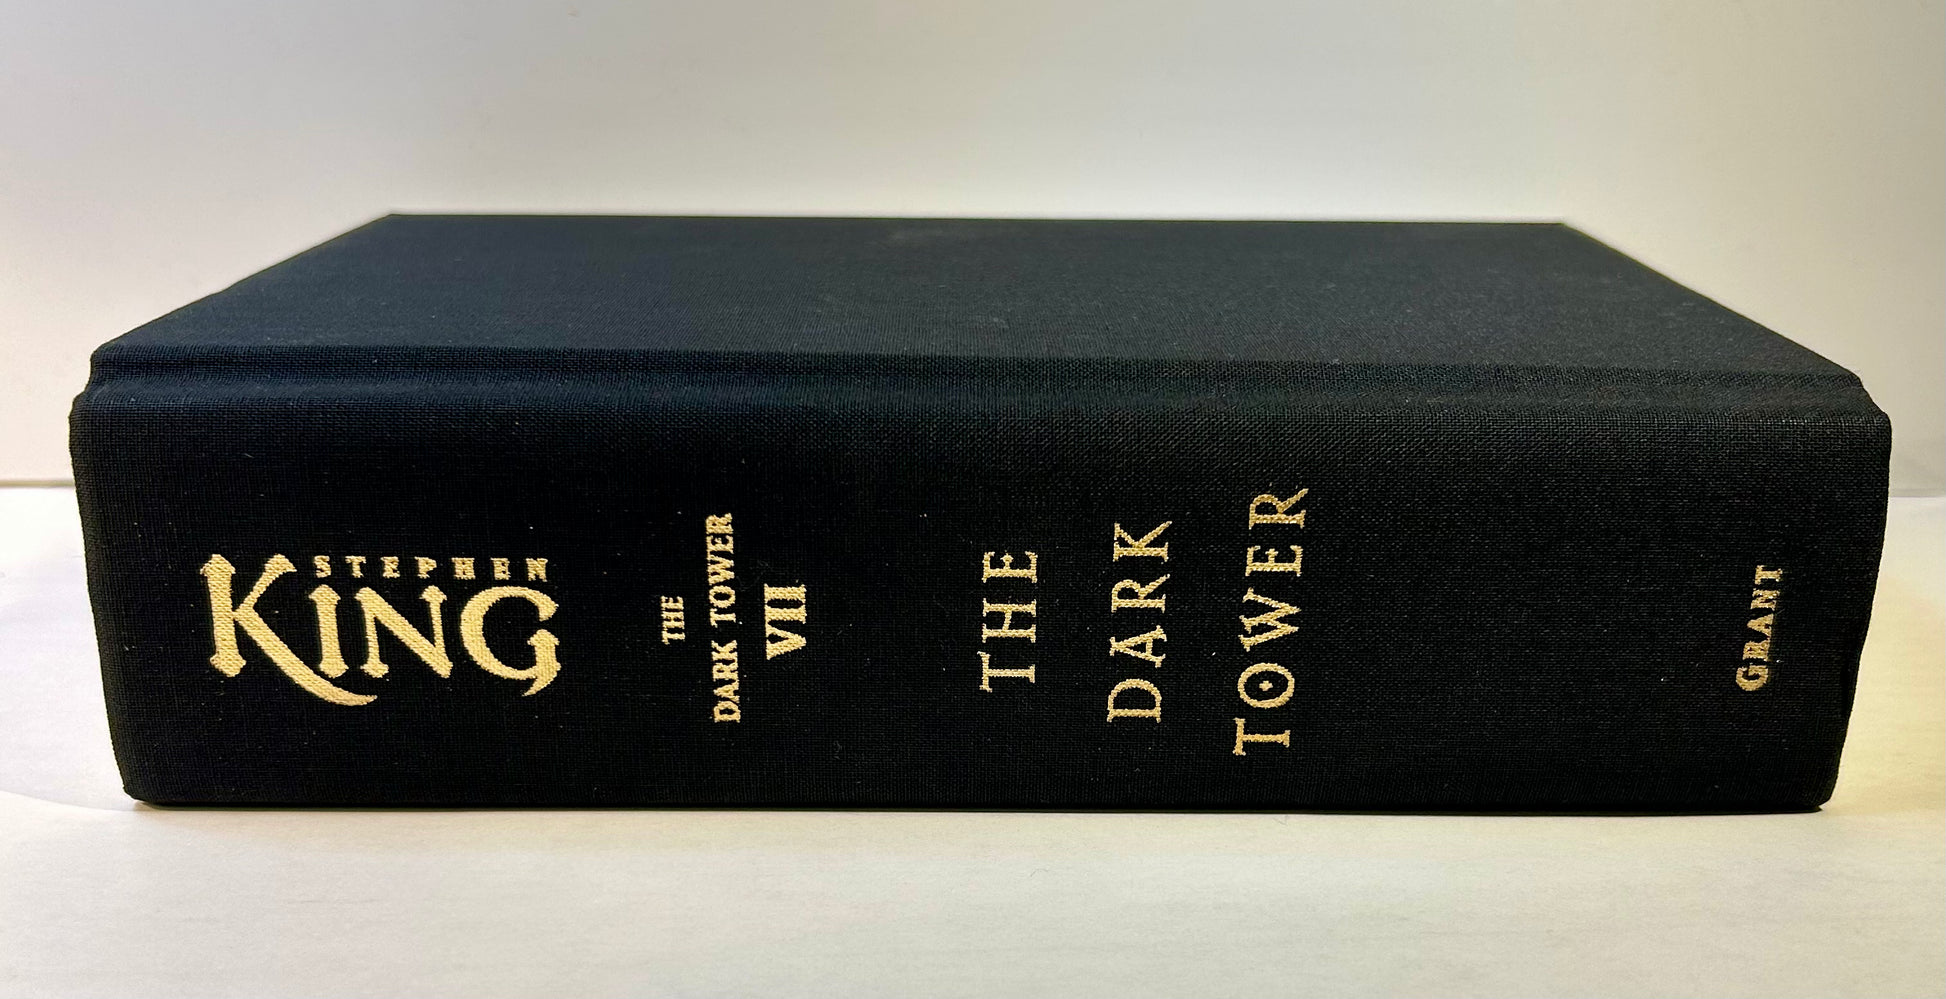 STEPHEN
KING
THE
DARK TOWER
VII
THE
DARK
TOWER
GRANT